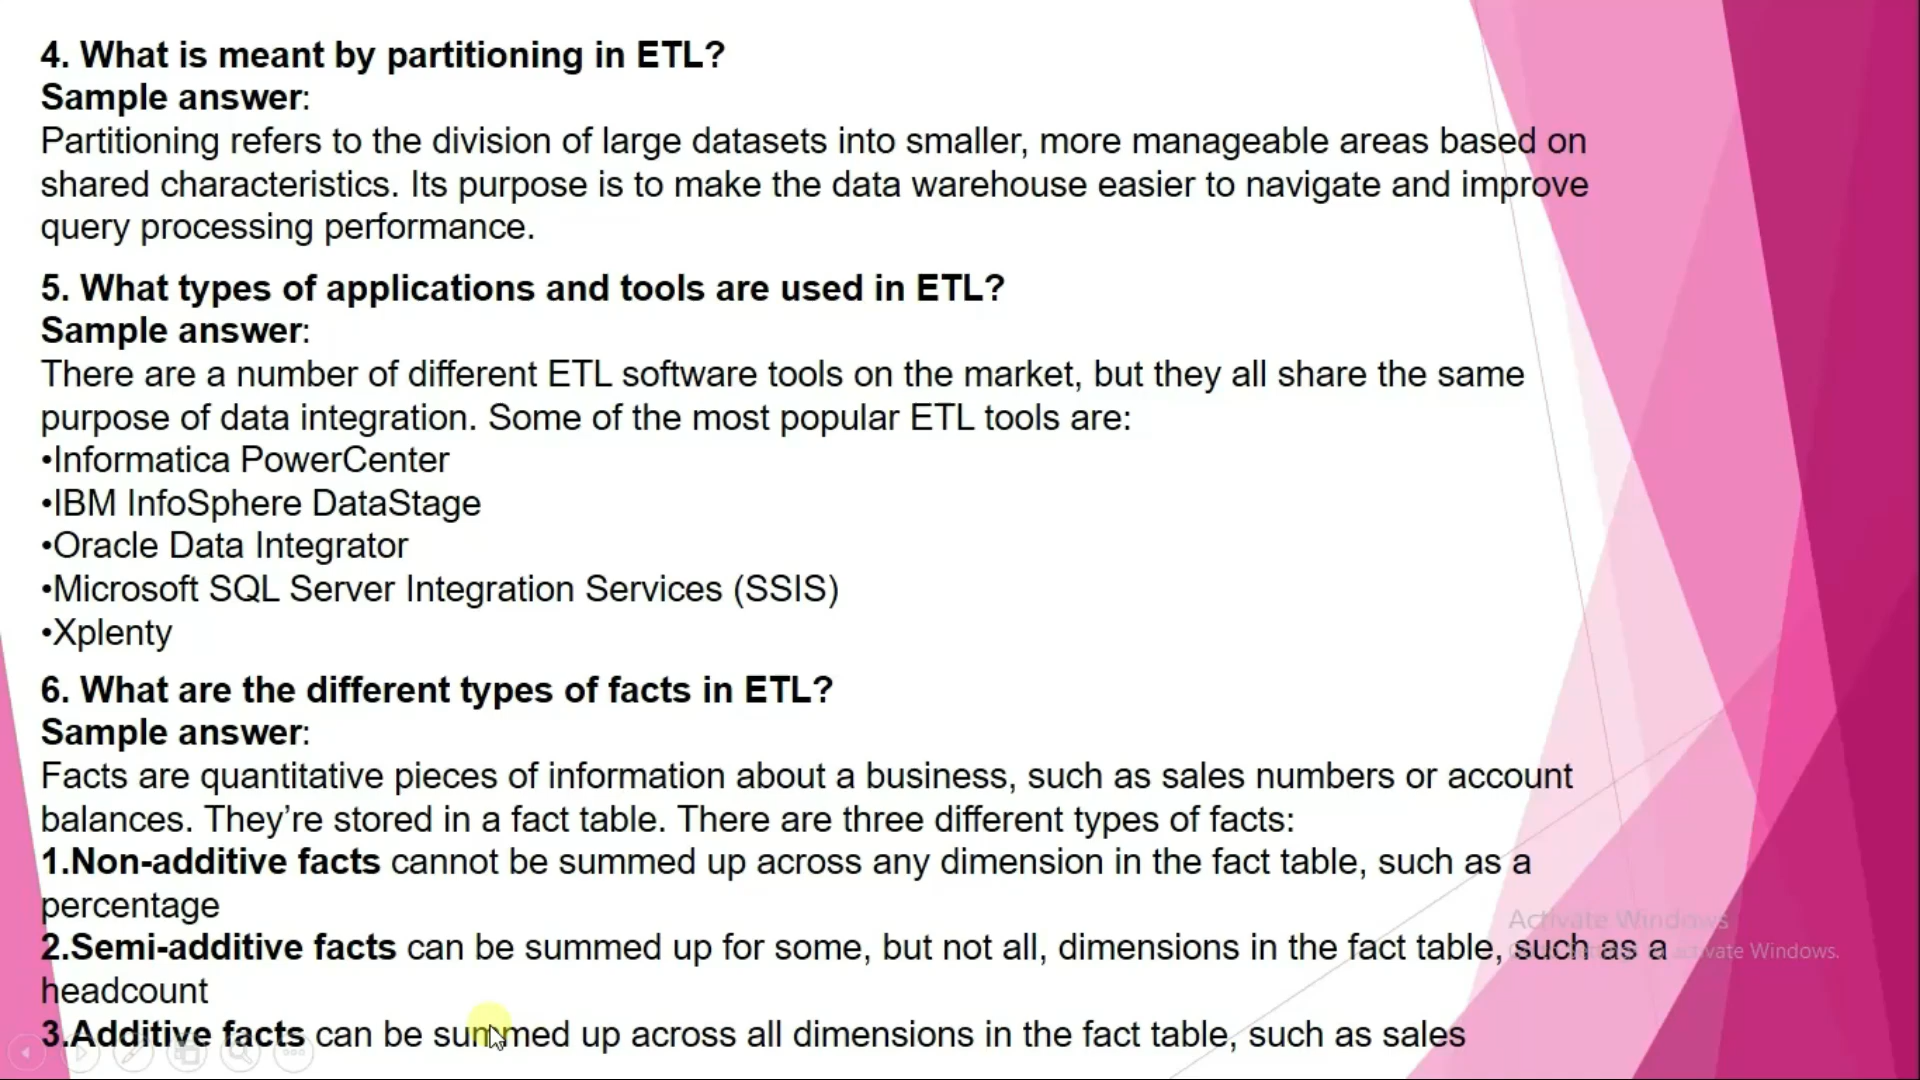 4. What is meant by partitioning in ETL?
Sample answer:
Partitioning refers to the division of large datasets into smaller, more manageable areas based on
shared characteristics. Its purpose is to make the data warehouse easier to navigate and improve
query processing performance.
5. What types of applications and tools are used in ETL?
Sample answer:
There are a number of different ETL software tools on the market, but they all share the same
purpose of data integration. Some of the most popular ETL tools are:
•Informatica PowerCenter
•IBM InfoSphere DataStage
•Oracle Data Integrator
•Microsoft SQL Server Integration Services (SSIS)
•Xplenty
6. What are the different types of facts in ETL?
Sample answer:
Facts are quantitative pieces of information about a business, such as sales numbers or account
balances. They’re stored in a fact table. There are three different types of facts:
1.Non-additive facts cannot be summed up across any dimension in the fact table, such as a
percentage
Activate Windows
2.Semi-additive facts can be summed up for some, but not all, dimensions in the fact table, such as a
Windows.
headcount
3.Additive facts can be summed up across all dimensions in the fact table, such as sales